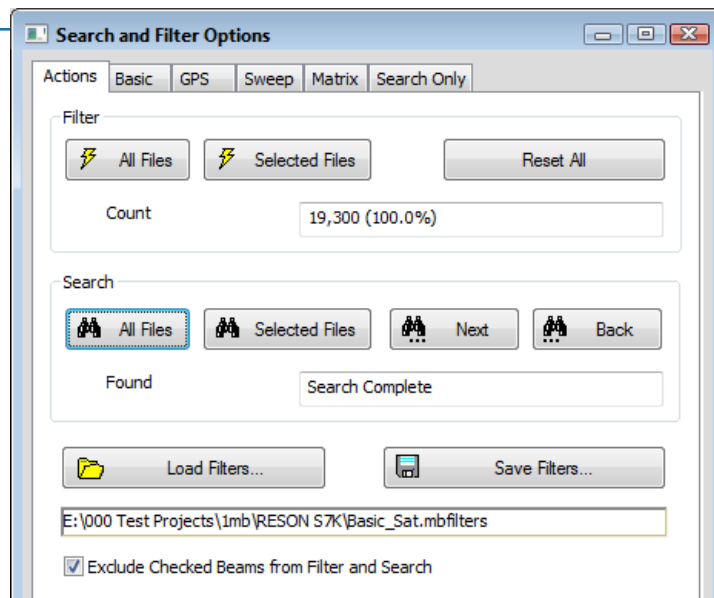 Search and Filter Options
Actions Basic GPS Sweep Matrix Search Only
Filter
All Files Selected Files Reset All
Count 19,300 (100.0%)
Search
All Files Selected Files Next Back
Found Search Complete
Load Filters... Save Filters...
E:\000 Test Projects\1mb\RESON S7K\Basic_Sat.mbfilters
Exclude Checked Beams from Filter and Search